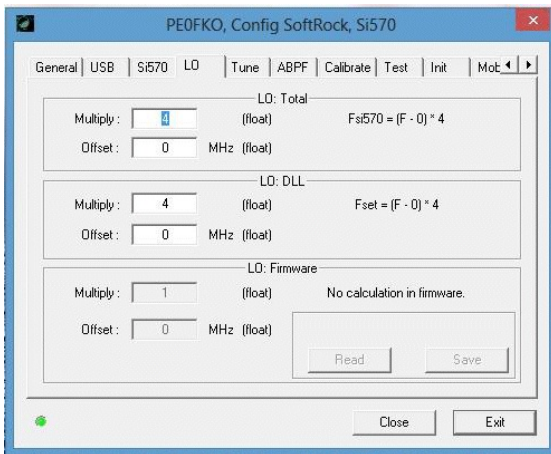 PE0FKO, Config SoftRock, Si570
General USB Si570 LO Tune ABPF Calibrate Test Init Mob
LO: Total
Multiply : 4 (float) Fsi570 = (F - 0) * 4
Offset : 0 MHz (float)
LO: DLL
Multiply : 4 (float) Fset = (F - 0) * 4
Offset : 0 MHz (float)
LO: Firmware
Multiply : 1 (float) No calculation in firmware.
Offset : 0 MHz (float)
Read Save
Close Exit